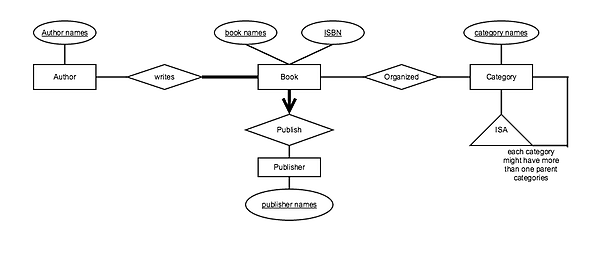 Author names
book names
ISBN
category names
Author
writes
Book
Organized
Category
Publish
ISA
each category
might have more
than one parent
categories
Publisher
publisher names